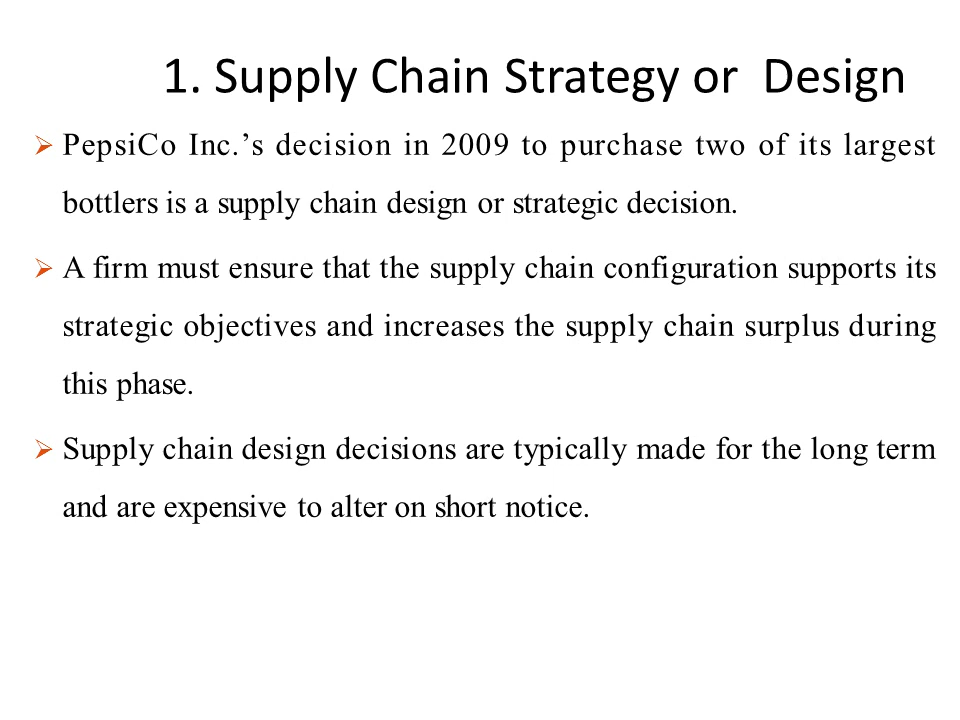 1. Supply Chain Strategy or Design
➢ PepsiCo Inc.’s decision in 2009 to purchase two of its largest
bottlers is a supply chain design or strategic decision.
➢ A firm must ensure that the supply chain configuration supports its
strategic objectives and increases the supply chain surplus during
this phase.
➢ Supply chain design decisions are typically made for the long term
and are expensive to alter on short notice.